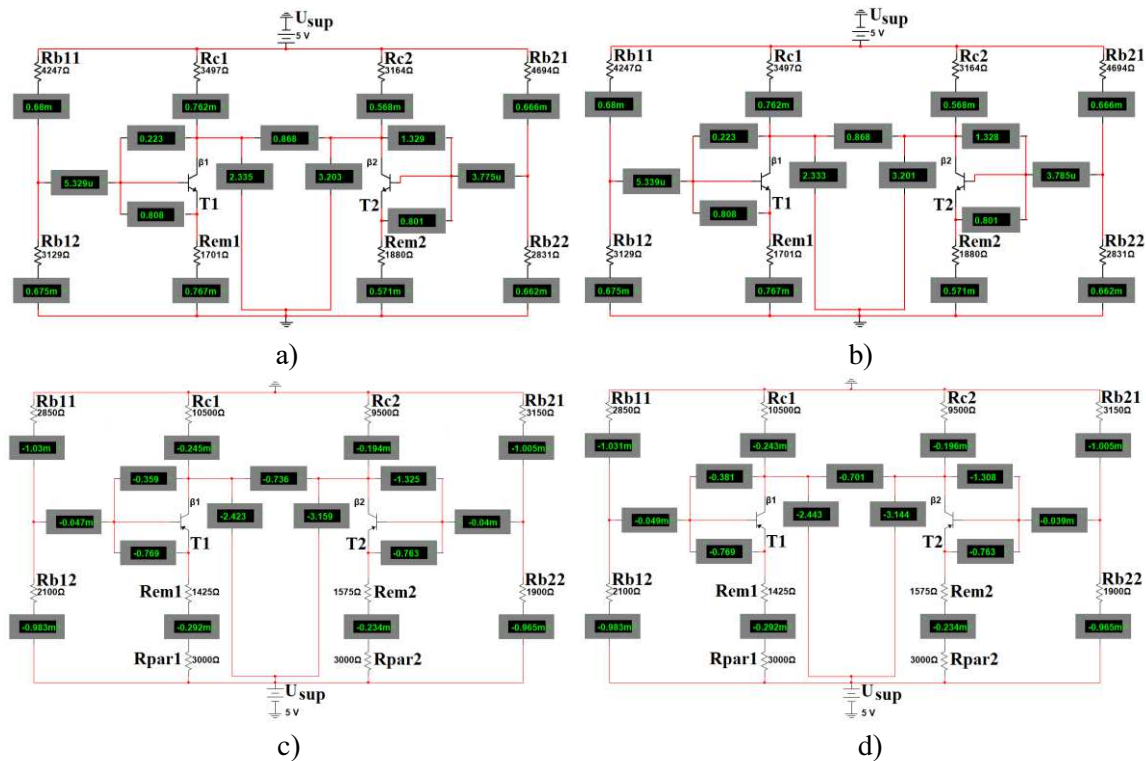 Usup
5 V
Rb11
4247Ω
Rc1
3497Ω
Rc2
3164Ω
Rb21
4694Ω
0.68m
0.762m
0.568m
0.666m
0.223
0.868
1.329
β1
β2
5.329u
2.335
3.203
3.775u
T1
T2
0.808
0.801
Rb12
3129Ω
Rem1
1701Ω
Rem2
1880Ω
Rb22
2831Ω
0.675m
0.767m
0.571m
0.662m
a)
Usup
5 V
Rb11
4247Ω
Rc1
3497Ω
Rc2
3164Ω
Rb21
4694Ω
0.68m
0.762m
0.568m
0.666m
0.223
0.868
1.328
β1
β2
5.339u
2.333
3.201
3.785u
T1
T2
0.808
0.801
Rb12
3129Ω
Rem1
1701Ω
Rem2
1880Ω
Rb22
2831Ω
0.675m
0.767m
0.571m
0.662m
b)
Rb11
2850Ω
Rc1
10500Ω
Rc2
9500Ω
Rb21
3150Ω
-1.03m
-0.245m
-0.194m
-1.005m
-0.359
-0.736
-1.325
β1
β2
-0.047m
-2.423
-3.159
-0.04m
T1
T2
-0.769
-0.763
Rb12
2100Ω
Rem1
1425Ω
1575Ω
Rem2
Rb22
1900Ω
-0.983m
-0.292m
-0.234m
-0.965m
Rpar1
3000Ω
3000Ω
Rpar2
Usup
5 V
c)
Rb11
2850Ω
Rc1
10500Ω
Rc2
9500Ω
Rb21
3150Ω
-1.031m
-0.243m
-0.196m
-1.005m
-0.381
-0.701
-1.308
β1
β2
-0.049m
-2.443
-3.144
-0.039m
T1
T2
-0.769
-0.763
Rb12
2100Ω
Rem1
1425Ω
1575Ω
Rem2
Rb22
1900Ω
-0.983m
-0.292m
-0.234m
-0.965m
Rpar1
3000Ω
3000Ω
Rpar2
Usup
5 V
d)